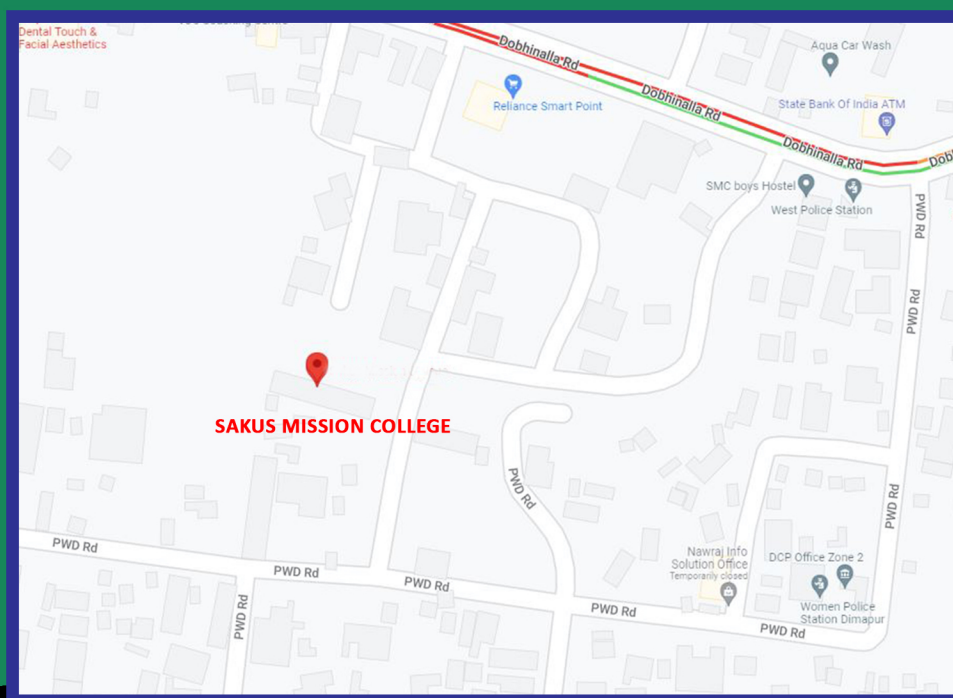 Dental Touch &
Facial Aesthetics
Dobhinalla Rd
Aqua Car Wash
Reliance Smart Point
Dobhinalla Rd
State Bank Of India ATM
Dobhinalla Rd
Dobh
SMC boys Hostel
West Police Station
PWD Rd
PWD Rd
SAKUS MISSION COLLEGE
PWD Rd
PWD Rd
PWD Rd
Nawraj Info
Solution Office
Temporarily closed
DCP Office Zone 2
PWD Rd
PWD Rd
PWD Rd
PWD Rd
Women Police
Station Dimapur
PWD Rd